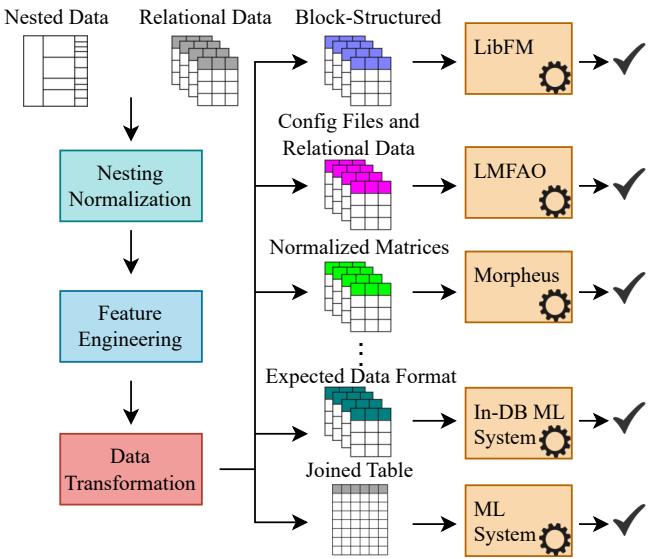 Nested Data
Relational Data
Block-Structured
LibFM
Config Files and
Relational Data
LMFAO
Nesting
Normalization
Normalized Matrices
Morpheus
Feature
Engineering
Expected Data Format
In-DB ML
System
Data
Transformation
Joined Table
ML
System